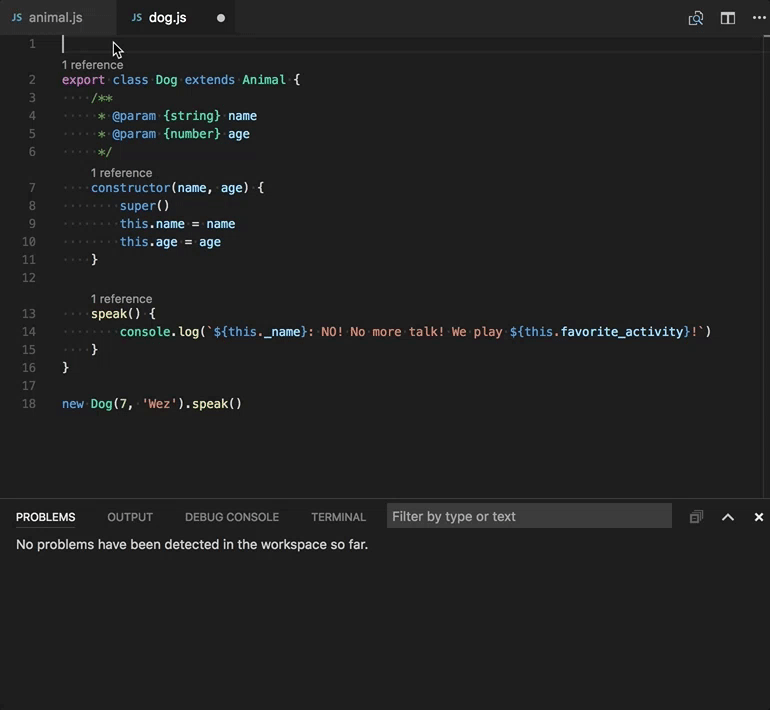 JS animal.js JS dog.js
1
1 reference
2 export class Dog extends Animal {
3 /**
4 * @param {string} name
5 * @param {number} age
6 */
1 reference
7 constructor(name, age) {
8 super()
9 this.name = name
10 this.age = age
11 }
12
1 reference
13 speak() {
14 console.log(`${this._name}: NO! No more talk! We play ${this.favorite_activity}!`)
15 }
16 }
17
18 new Dog(7, 'Wez').speak()
PROBLEMS OUTPUT DEBUG CONSOLE TERMINAL Filter by type or text
No problems have been detected in the workspace so far.